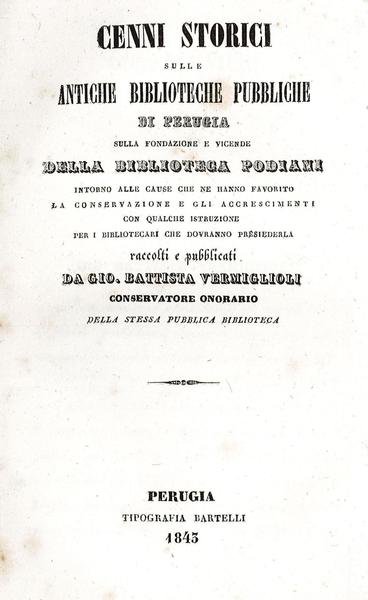 CENNI STORICI
SULLE
ANTICHE BIBLIOTECHE PUBBLICHE
DI PERUGIA
SULLA FONDAZIONE E VICENDE
DELLA BIBLIOTECA PODIANI
INTORNO ALLE CAUSE CHE NE HANNO FAVORITO
LA CONSERVAZIONE E GLI ACCRESCIMENTI
CON QUALCHE ISTRUZIONE
PER I BIBLIOTECARI CHE DOVRANNO PRESIEDERLA
raccolti e pubblicati
DA GIO. BATTISTA VERMIGLIOLI
CONSERVATORE ONORARIO
DELLA STESSA PUBBLICA BIBLIOTECA
PERUGIA
TIPOGRAFIA BARTELLI
1843